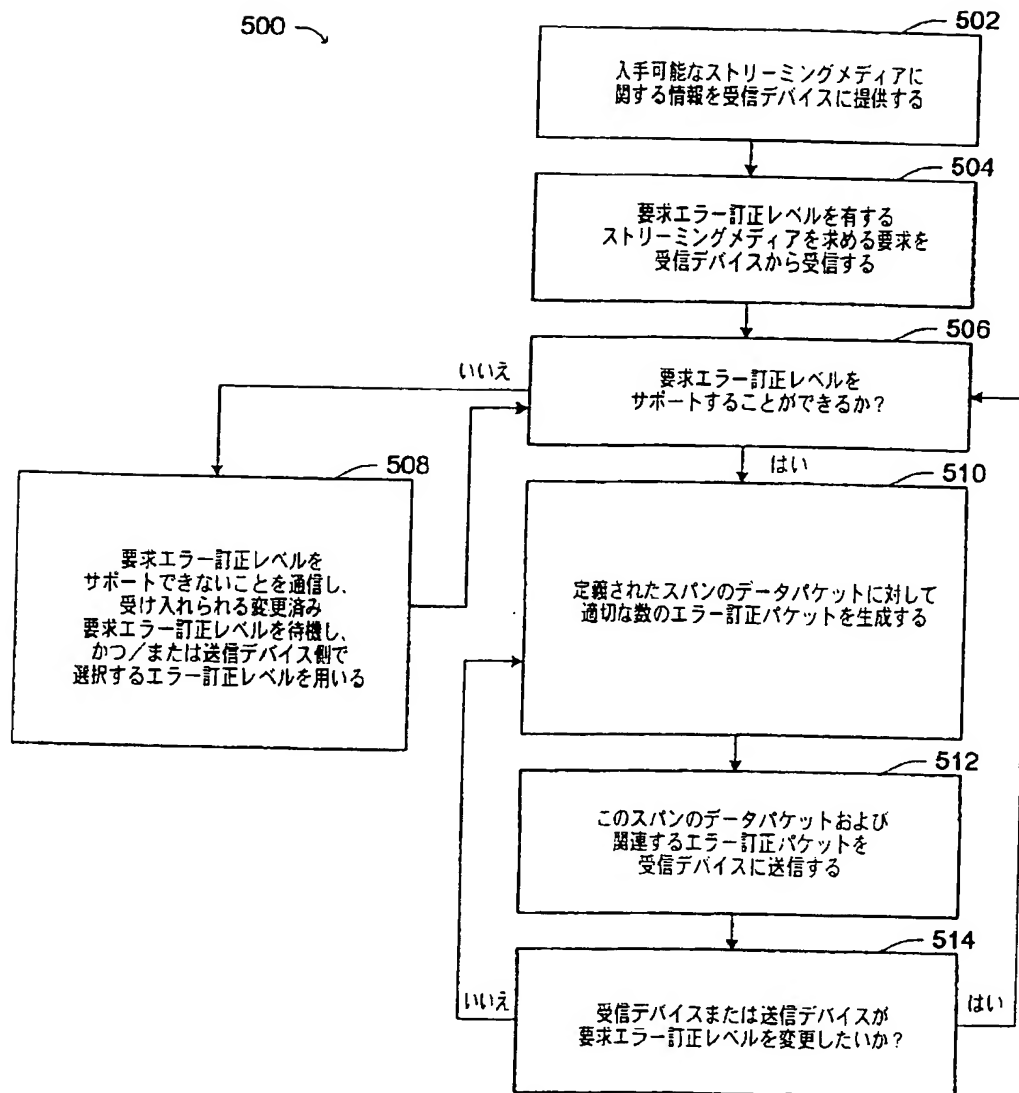 500
502
入手可能なストリーミングメディアに
関する情報を受信デバイスに提供する
504
要求エラー訂正レベルを有する
ストリーミングメディアを求める要求を
受信デバイスから受信する
506
要求エラー訂正レベルを
サポートすることができるか?
いいえ
はい
508
要求エラー訂正レベルを
サポートできないことを通信し、
受け入れられる変更済み
要求エラー訂正レベルを待機し、
かつ/または送信デバイス側で
選択するエラー訂正レベルを用いる
510
定義されたスパンのデータパケットに対して
適切な数のエラー訂正パケットを生成する
512
このスパンのデータパケットおよび
関連するエラー訂正パケットを
受信デバイスに送信する
514
受信デバイスまたは送信デバイスが
要求エラー訂正レベルを変更したいか?
いいえ
はい